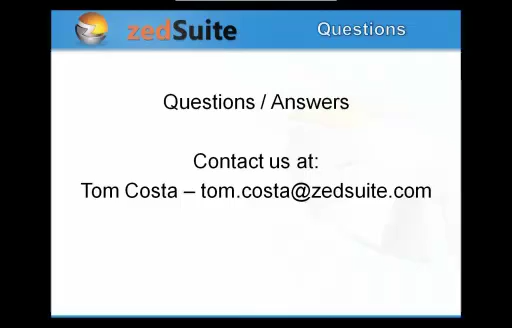 zedSuite
Questions
Questions / Answers
Contact us at:
Tom Costa – tom.costa@zedsuite.com